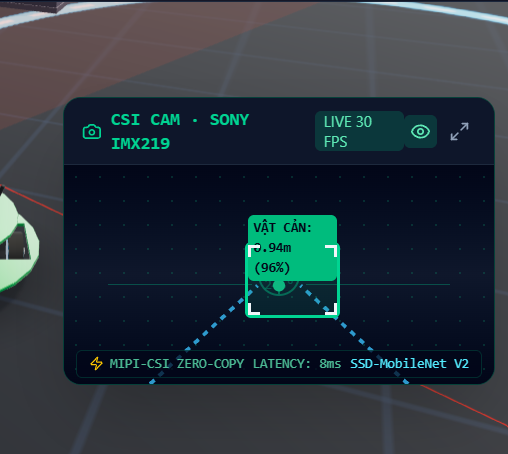 CSI CAM · SONY
IMX219
LIVE 30
FPS
VẬT CẢN:
0.94m
(96%)
MIPI-CSI ZERO-COPY LATENCY: 8ms SSD-MobileNet V2